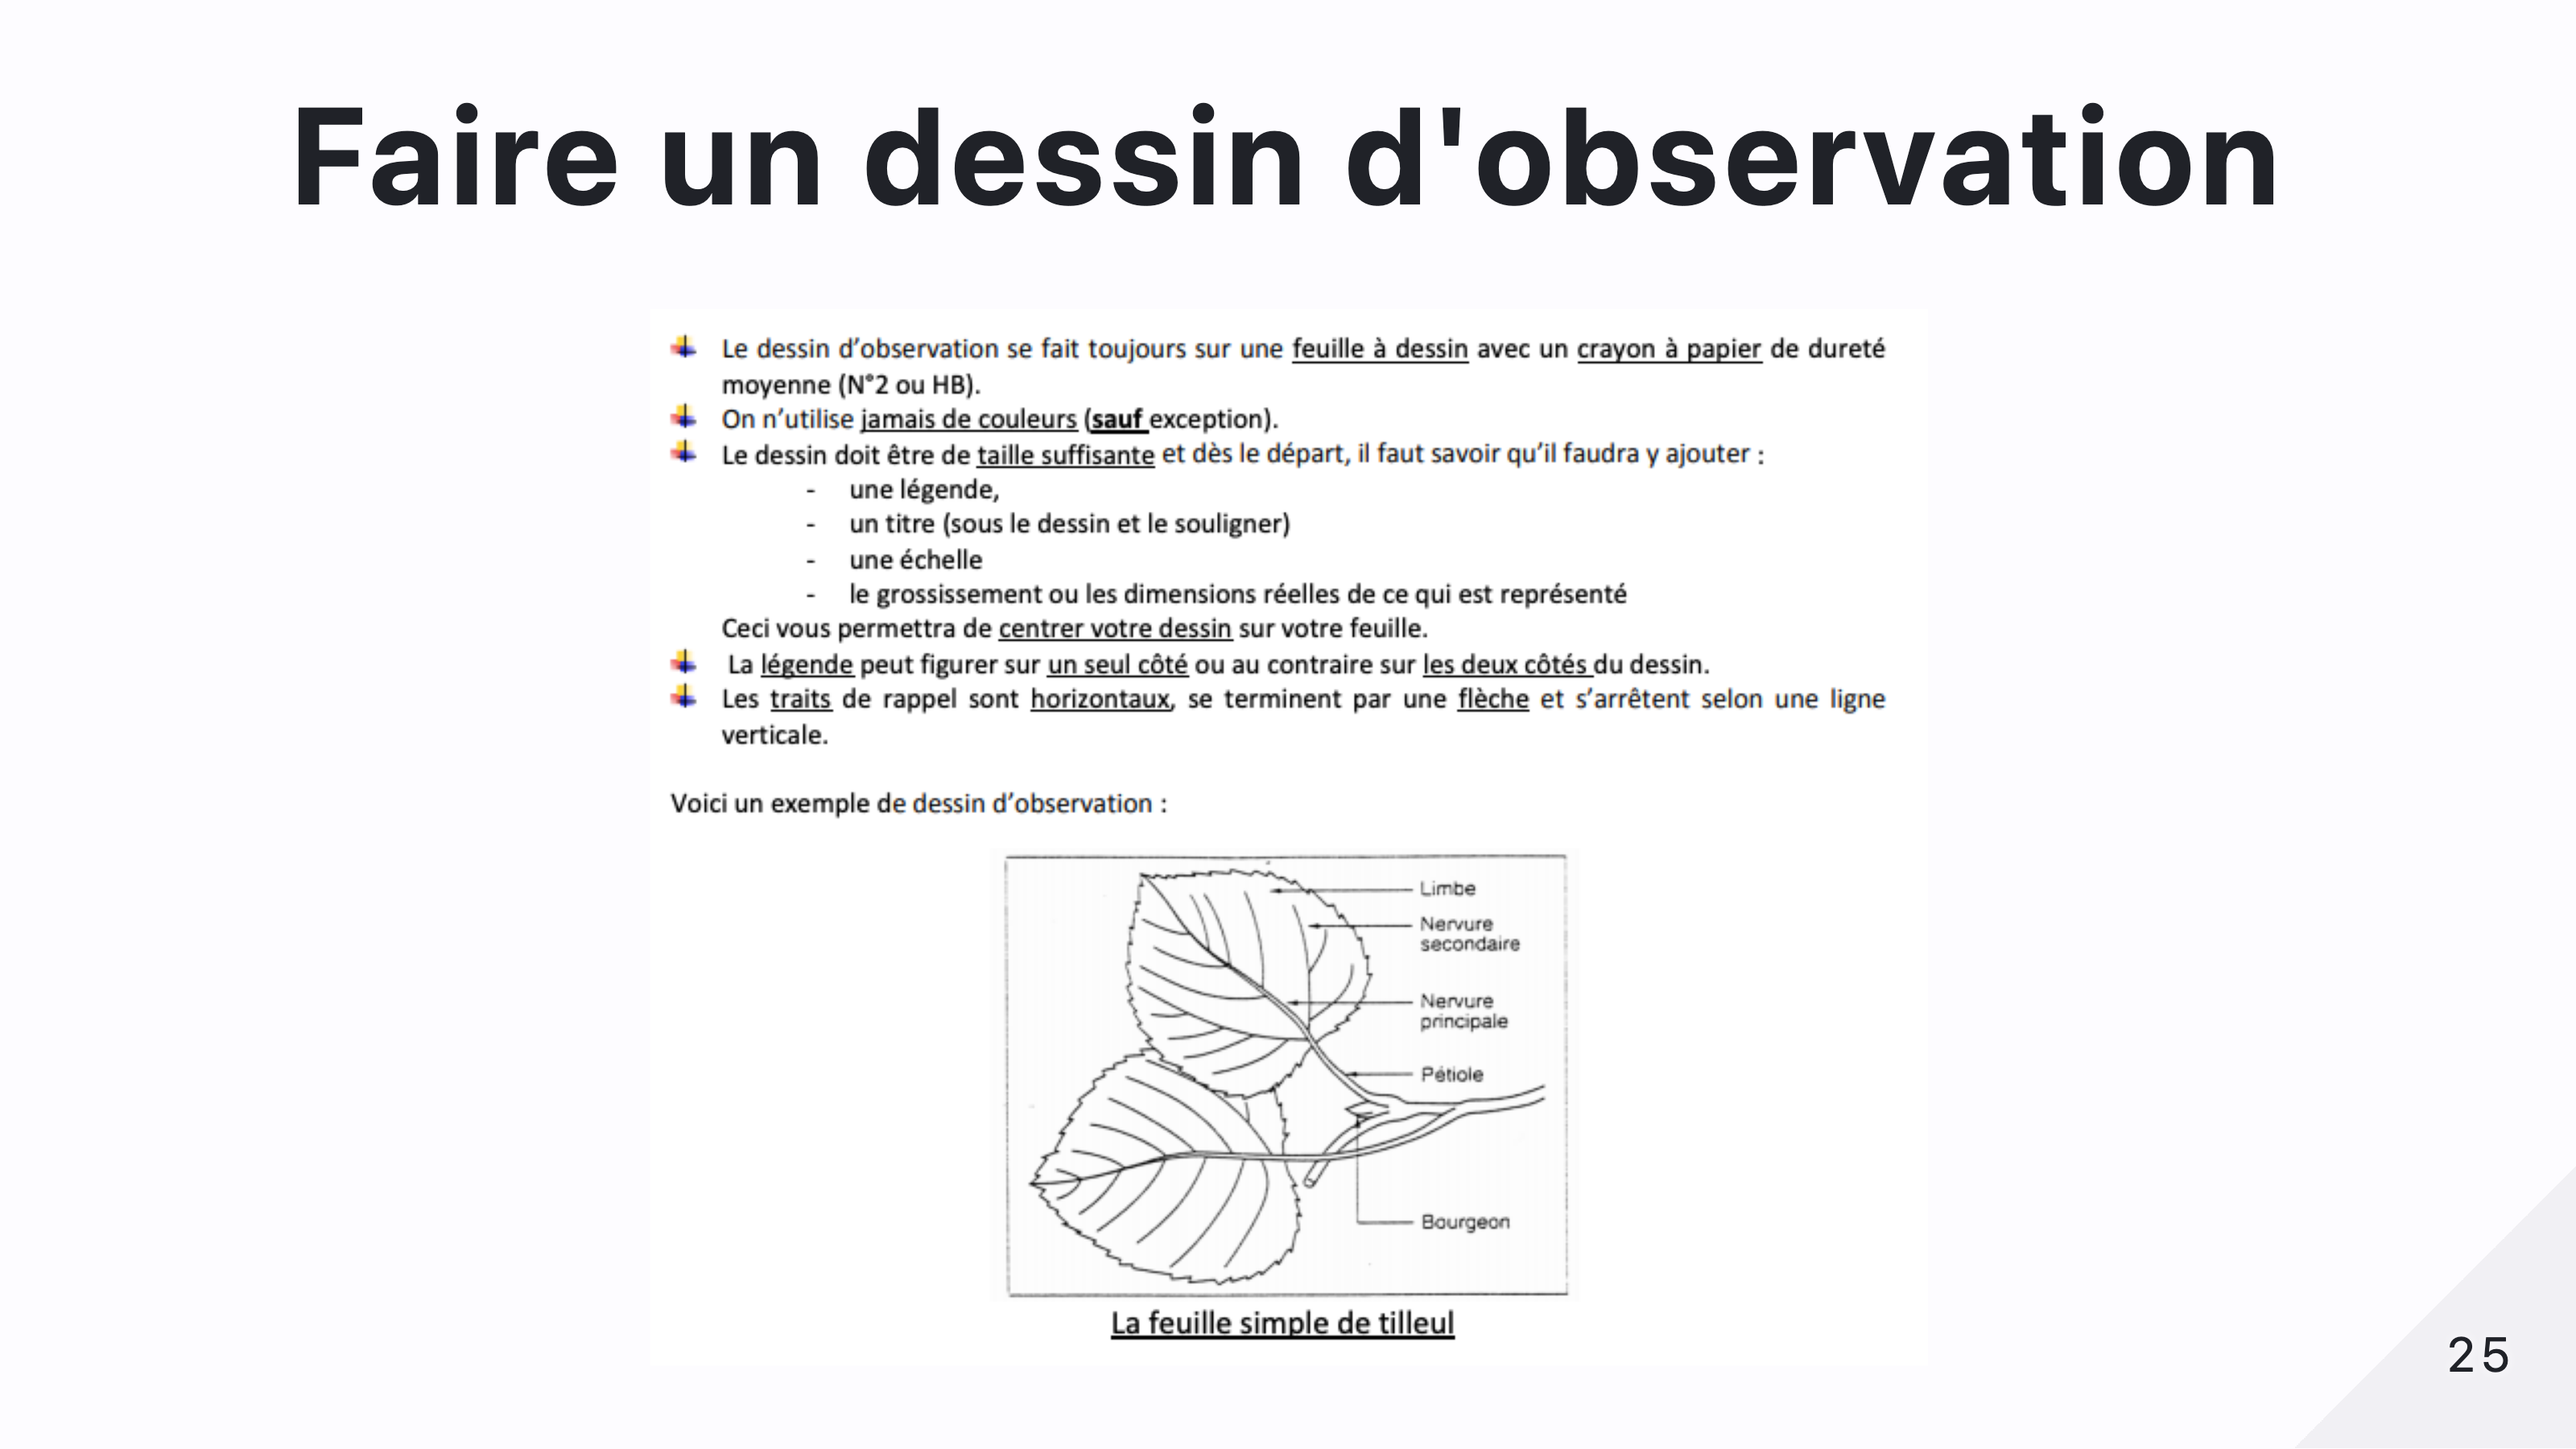 Faire un dessin d'observation
Le dessin d’observation se fait toujours sur une feuille à dessin avec un crayon à papier de dureté
moyenne (N°2 ou HB).
On n’utilise jamais de couleurs (sauf exception).
Le dessin doit être de taille suffisante et dès le départ, il faut savoir qu’il faudra y ajouter :
- une légende,
- un titre (sous le dessin et le souligner)
- une échelle
- le grossissement ou les dimensions réelles de ce qui est représenté
Ceci vous permettra de centrer votre dessin sur votre feuille.
La légende peut figurer sur un seul côté ou au contraire sur les deux côtés du dessin.
Les traits de rappel sont horizontaux, se terminent par une flèche et s’arrêtent selon une ligne
verticale.
Voici un exemple de dessin d’observation :
Limbe
Nervure
secondaire
Nervure
principale
Pétiole
Bourgeon
La feuille simple de tilleul
25